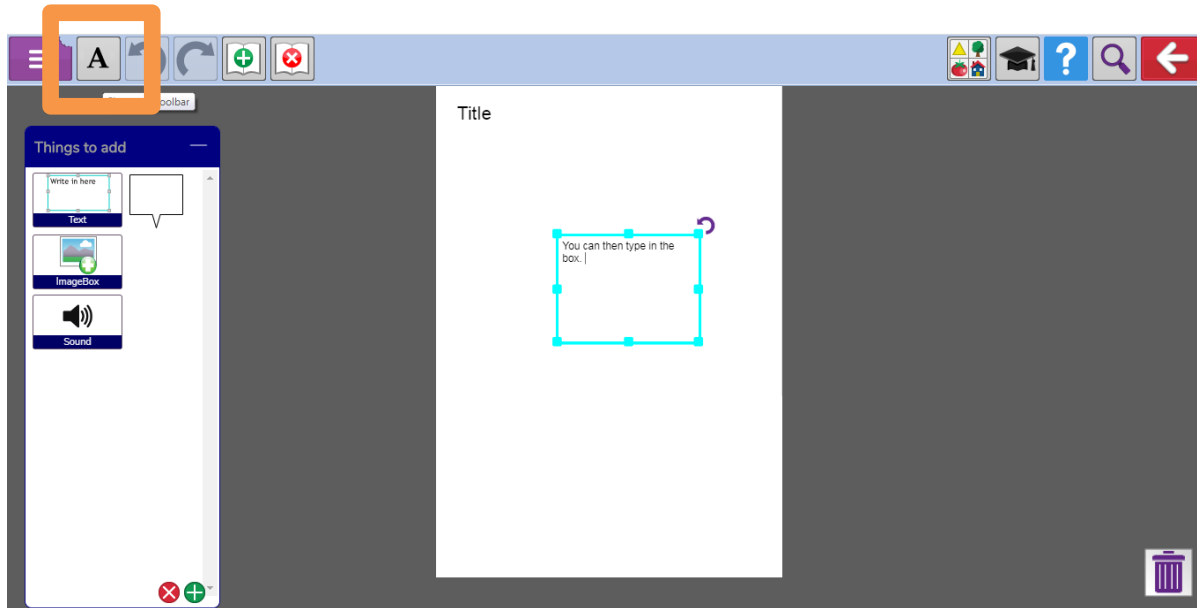 A
oolbar
Title
Things to add
Write in here
Text
You can then type in the
box.
ImageBox
Sound
?